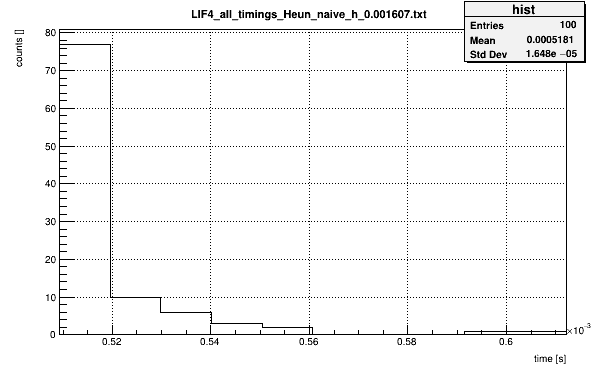 LIF4_all_timings_Heun_naive_h_0.001607.txt
hist
Entries 100
Mean 0.0005181
Std Dev 1.648e −05
counts []
80
70
60
50
40
30
20
10
0
0.52 0.54 0.56 0.58 0.6
×10⁻³
time [s]